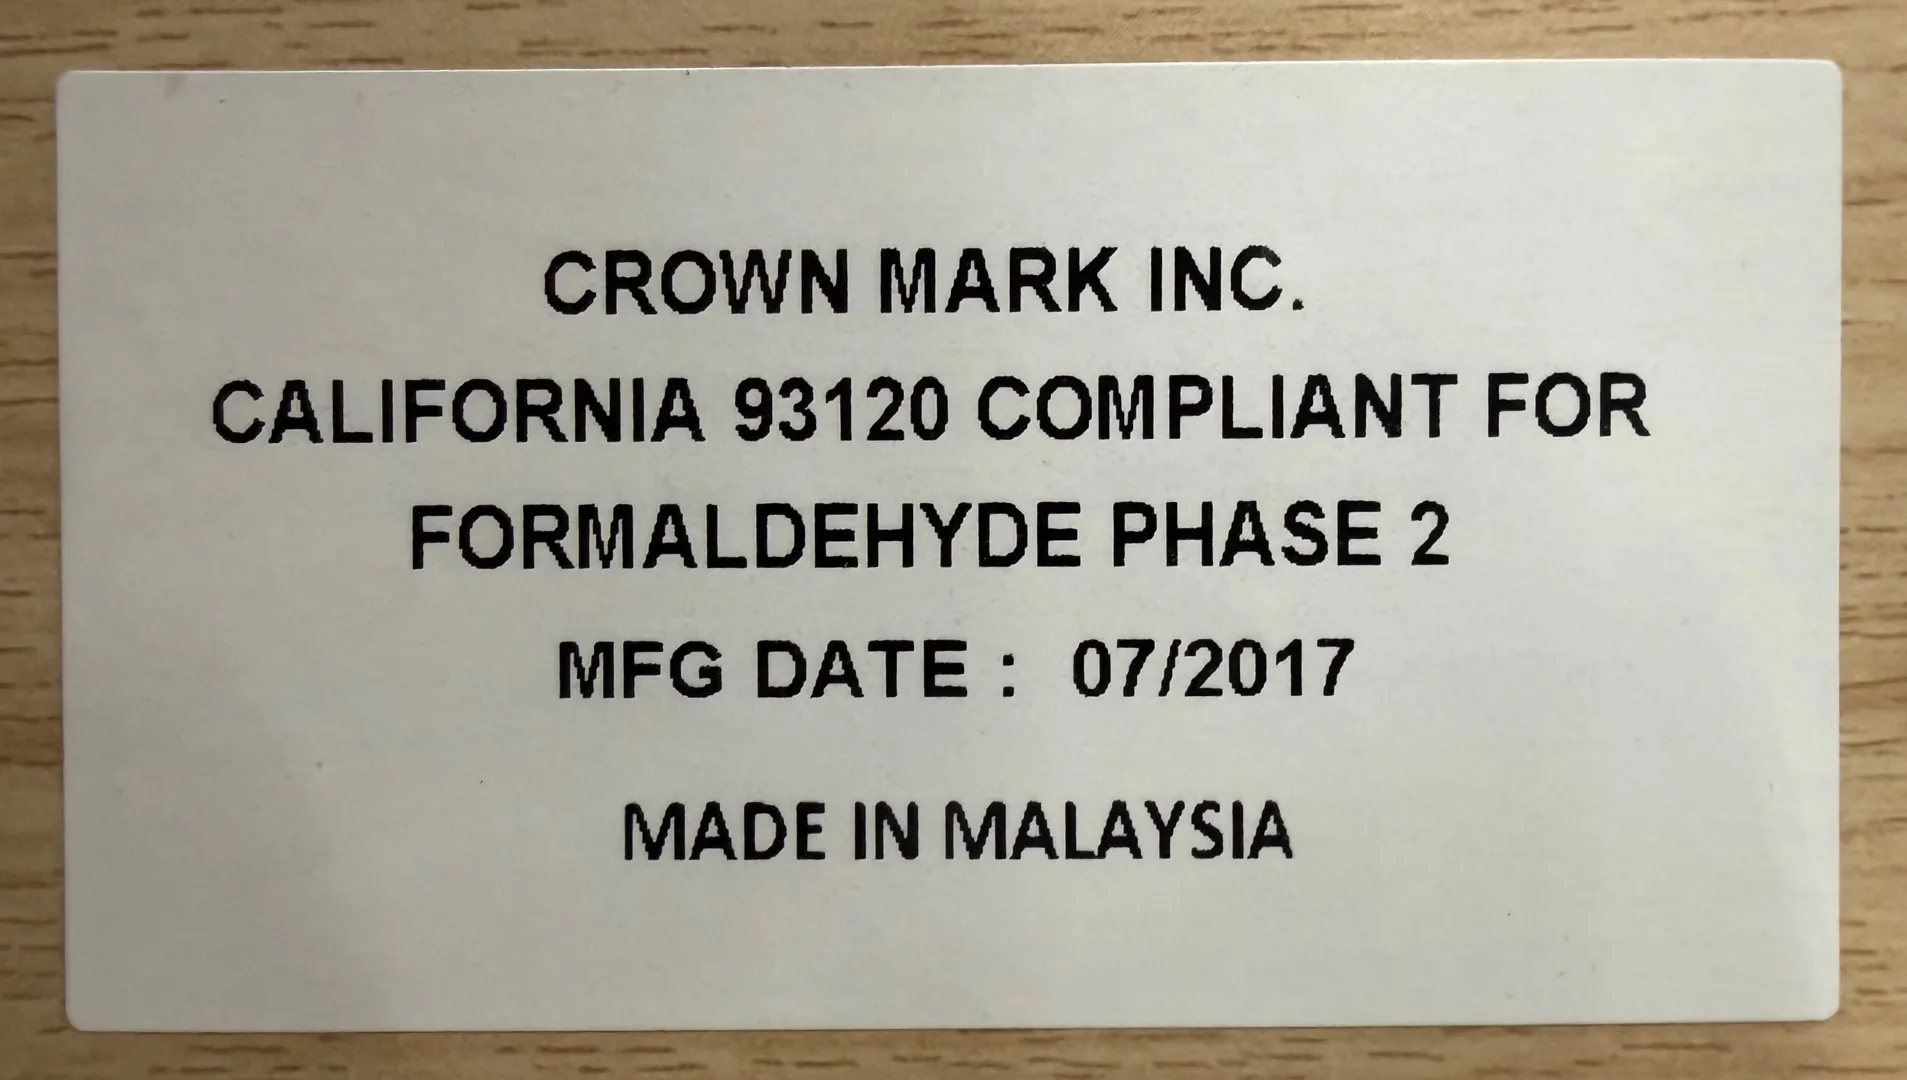 CROWN MARK INC.
CALIFORNIA 93120 COMPLIANT FOR
FORMALDEHYDE PHASE 2
MFG DATE : 07/2017
MADE IN MALAYSIA